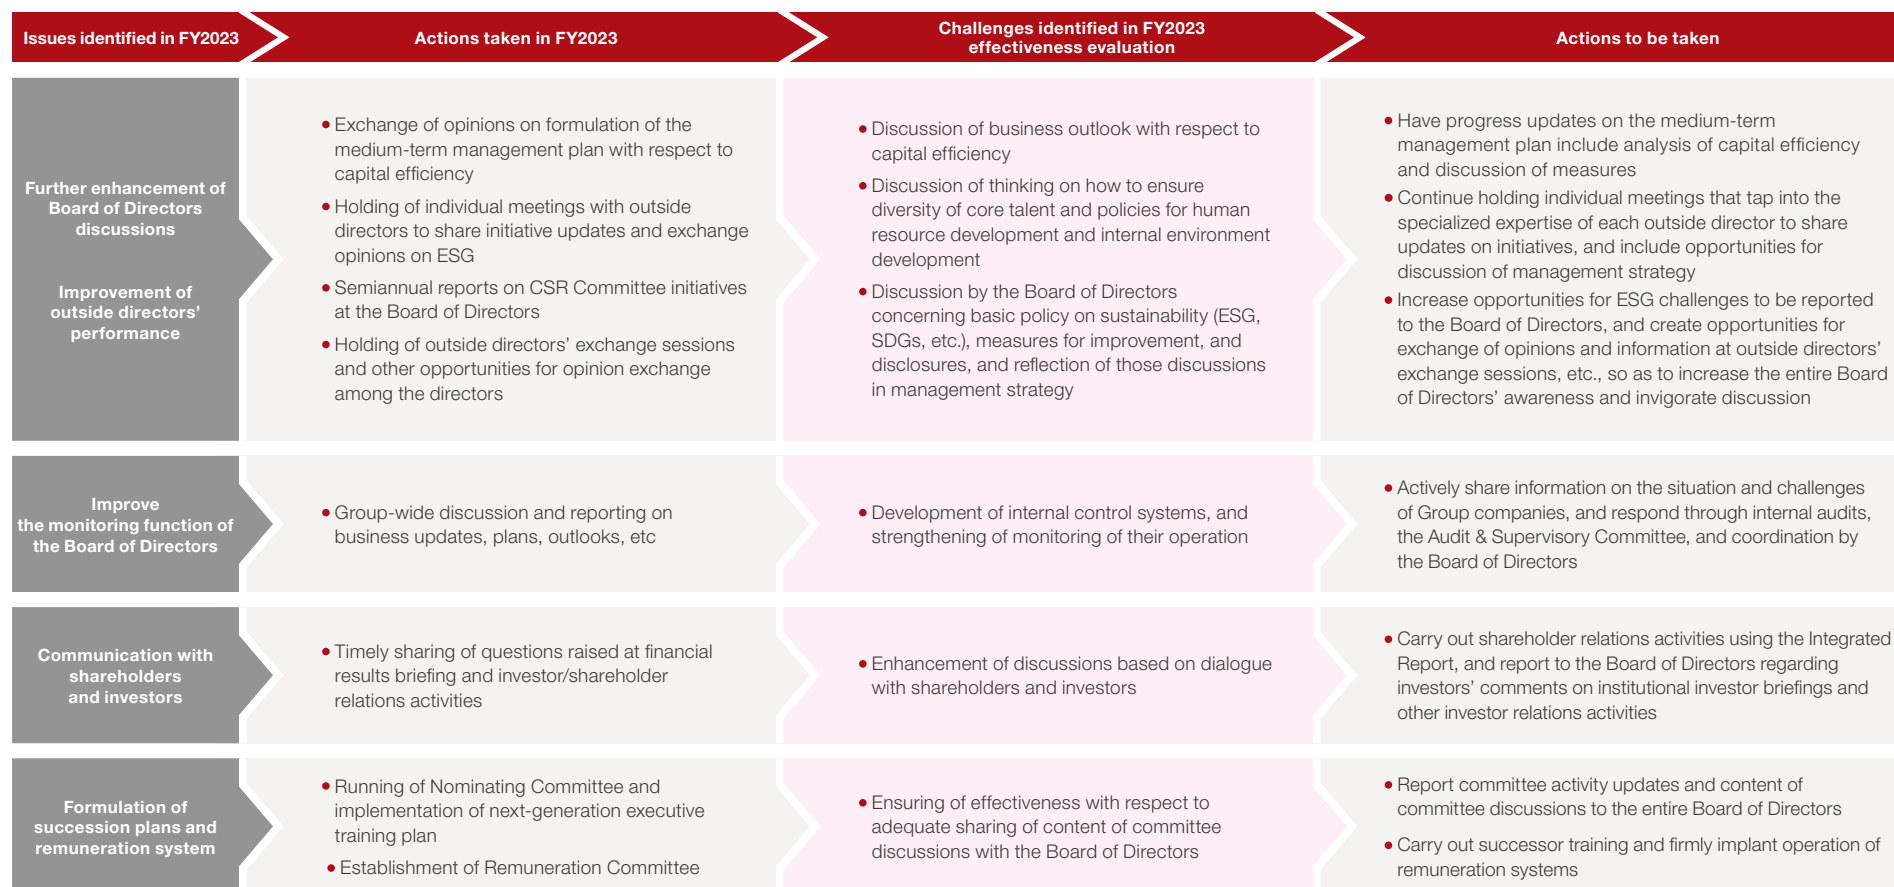 Issues identified in FY2023
Actions taken in FY2023
Challenges identified in FY2023
effectiveness evaluation
Actions to be taken
Further enhancement of
Board of Directors
discussions
Improvement of
outside directors’
performance
• Exchange of opinions on formulation of the
medium-term management plan with respect to
capital efficiency
• Holding of individual meetings with outside
directors to share initiative updates and exchange
opinions on ESG
• Semiannual reports on CSR Committee initiatives
at the Board of Directors
• Holding of outside directors’ exchange sessions
and other opportunities for opinion exchange
among the directors
• Discussion of business outlook with respect to
capital efficiency
• Discussion of thinking on how to ensure
diversity of core talent and policies for human
resource development and internal environment
development
• Discussion by the Board of Directors
concerning basic policy on sustainability (ESG,
SDGs, etc.), measures for improvement, and
disclosures, and reflection of those discussions
in management strategy
• Have progress updates on the medium-term
management plan include analysis of capital efficiency
and discussion of measures
• Continue holding individual meetings that tap into the
specialized expertise of each outside director to share
updates on initiatives, and include opportunities for
discussion of management strategy
• Increase opportunities for ESG challenges to be reported
to the Board of Directors, and create opportunities for
exchange of opinions and information at outside directors’
exchange sessions, etc., so as to increase the entire Board
of Directors’ awareness and invigorate discussion
Improve
the monitoring function of
the Board of Directors
• Group-wide discussion and reporting on
business updates, plans, outlooks, etc
• Development of internal control systems, and
strengthening of monitoring of their operation
• Actively share information on the situation and challenges
of Group companies, and respond through internal audits,
the Audit & Supervisory Committee, and coordination by
the Board of Directors
Communication with
shareholders
and investors
• Timely sharing of questions raised at financial
results briefing and investor/shareholder
relations activities
• Enhancement of discussions based on dialogue
with shareholders and investors
• Carry out shareholder relations activities using the Integrated
Report, and report to the Board of Directors regarding
investors’ comments on institutional investor briefings and
other investor relations activities
Formulation of
succession plans and
remuneration system
• Running of Nominating Committee and
implementation of next-generation executive
training plan
• Establishment of Remuneration Committee
• Ensuring of effectiveness with respect to
adequate sharing of content of committee
discussions with the Board of Directors
• Report committee activity updates and content of
committee discussions to the entire Board of Directors
• Carry out successor training and firmly implant operation of
remuneration systems